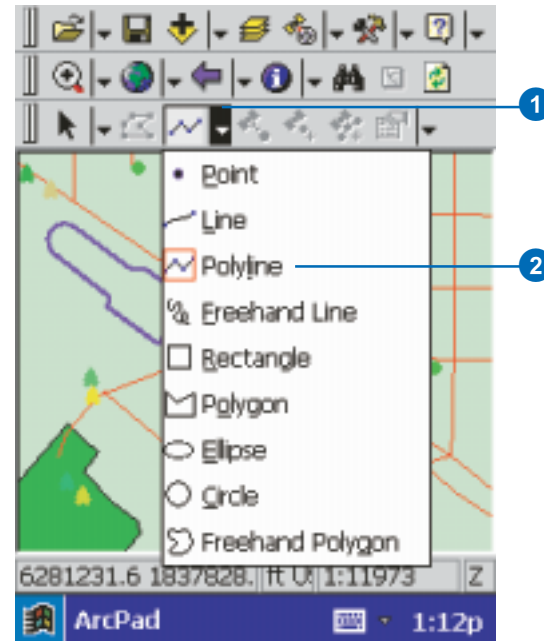 1
Point
Line
Polyline
2
Freehand Line
Rectangle
Polygon
Ellipse
Circle
Freehand Polygon
6281231.6 1837828. ft U 1:11973 Z
ArcPad 1:12p